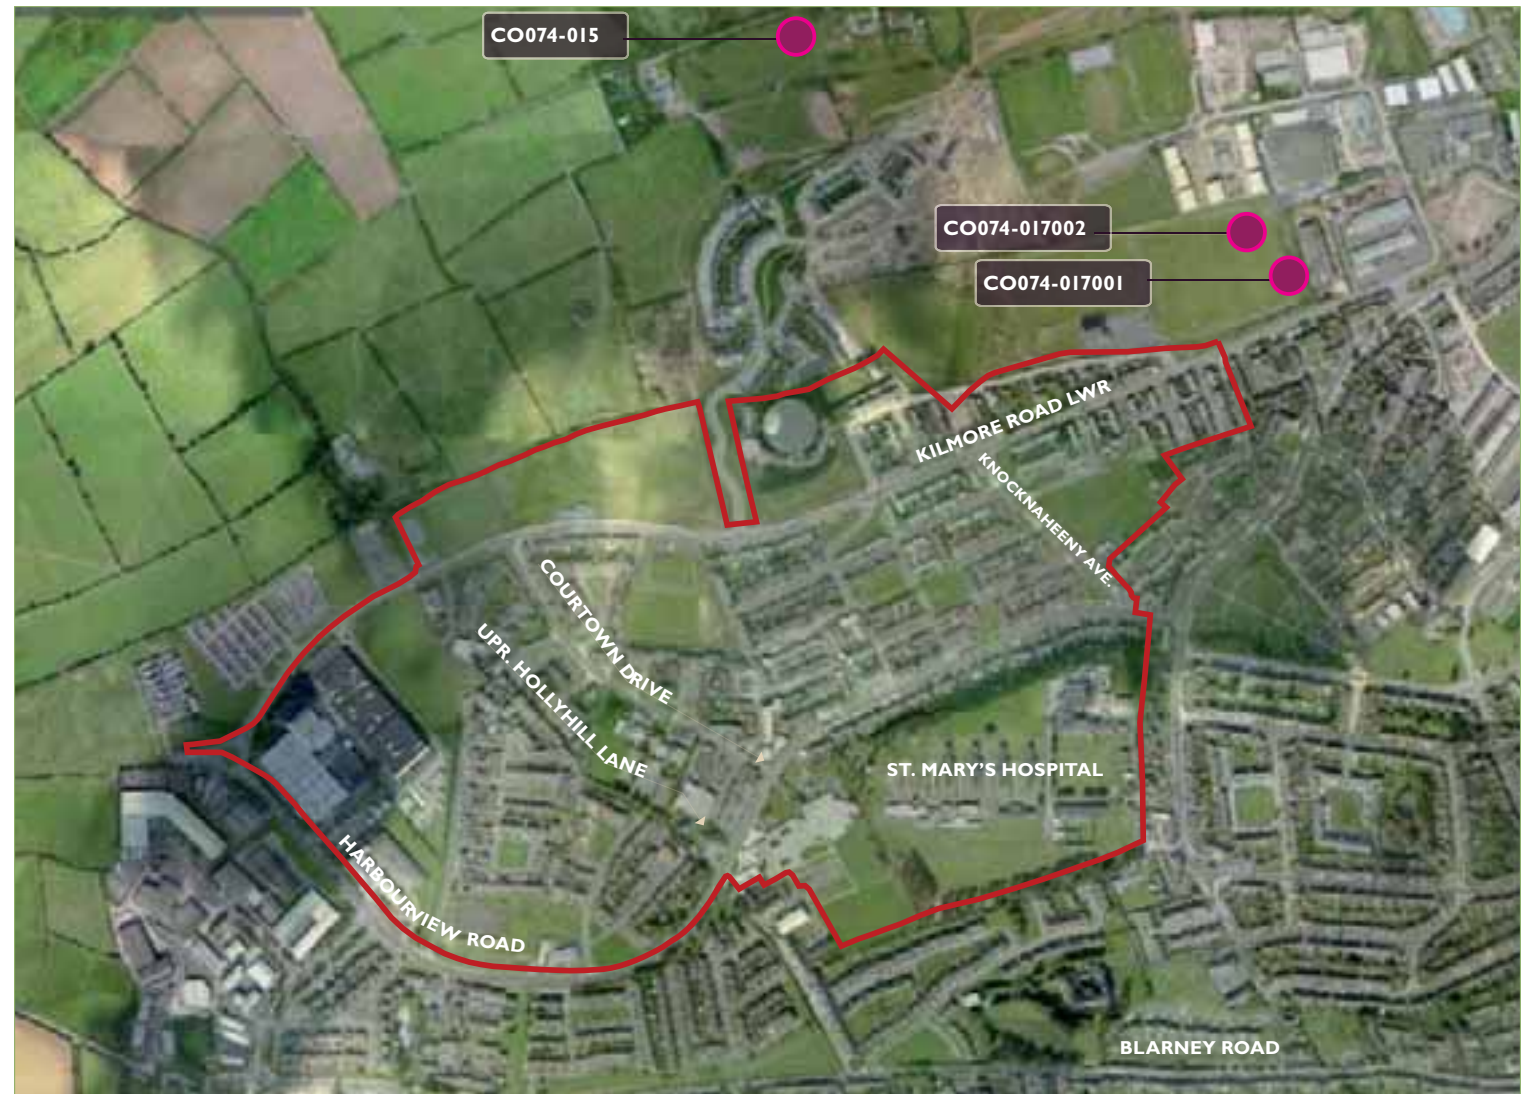 CO074-015
CO074-017002
CO074-017001
KILMORE ROAD LWR
KNOCKNAHEENY AVE.
COURTOWN DRIVE
UPR. HOLLYHILL LANE
ST. MARY'S HOSPITAL
HARBOURVIEW ROAD
BLARNEY ROAD